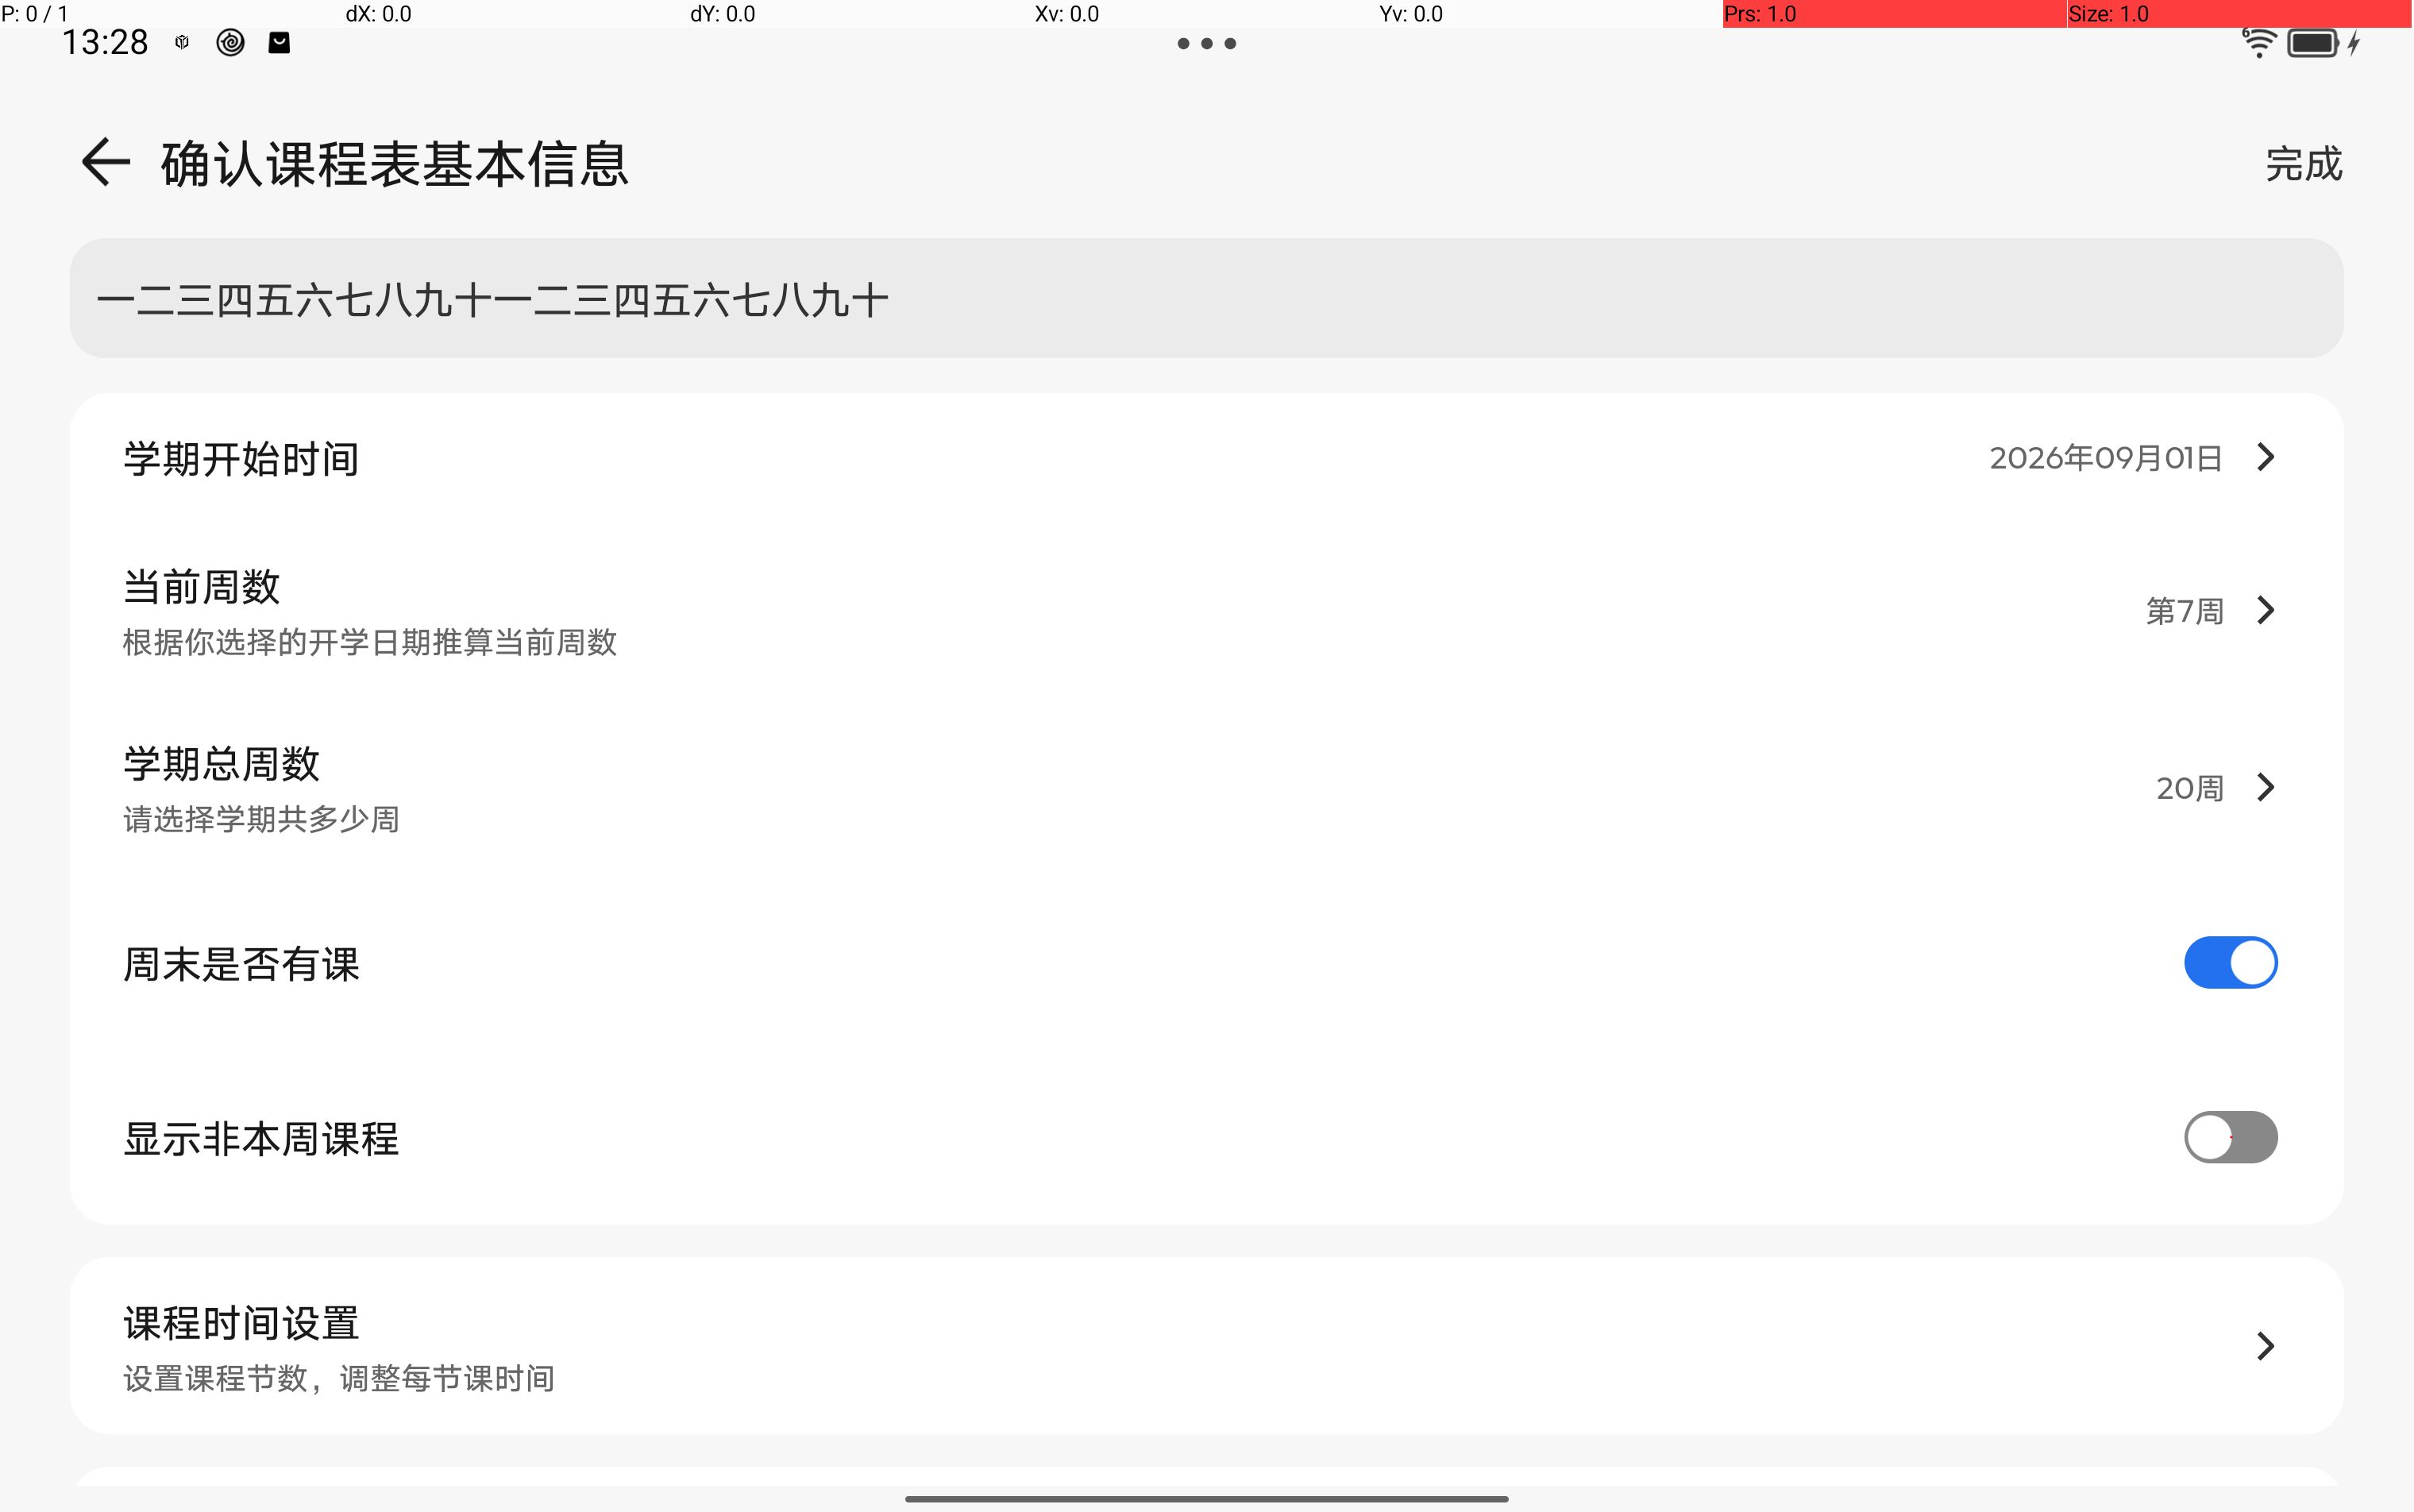 P: 0 / 1 dX: 0.0 dY: 0.0 Xv: 0.0 Yv: 0.0 Prs: 1.0 Size: 1.0
13:28 6
确认课程表基本信息 完成
一二三四五六七八九十一二三四五六七八九十
学期开始时间 2026年09月01日
当前周数 第7周
根据你选择的开学日期推算当前周数
学期总周数 20周
请选择学期共多少周
周末是否有课
显示非本周课程
课程时间设置
设置课程节数，调整每节课时间